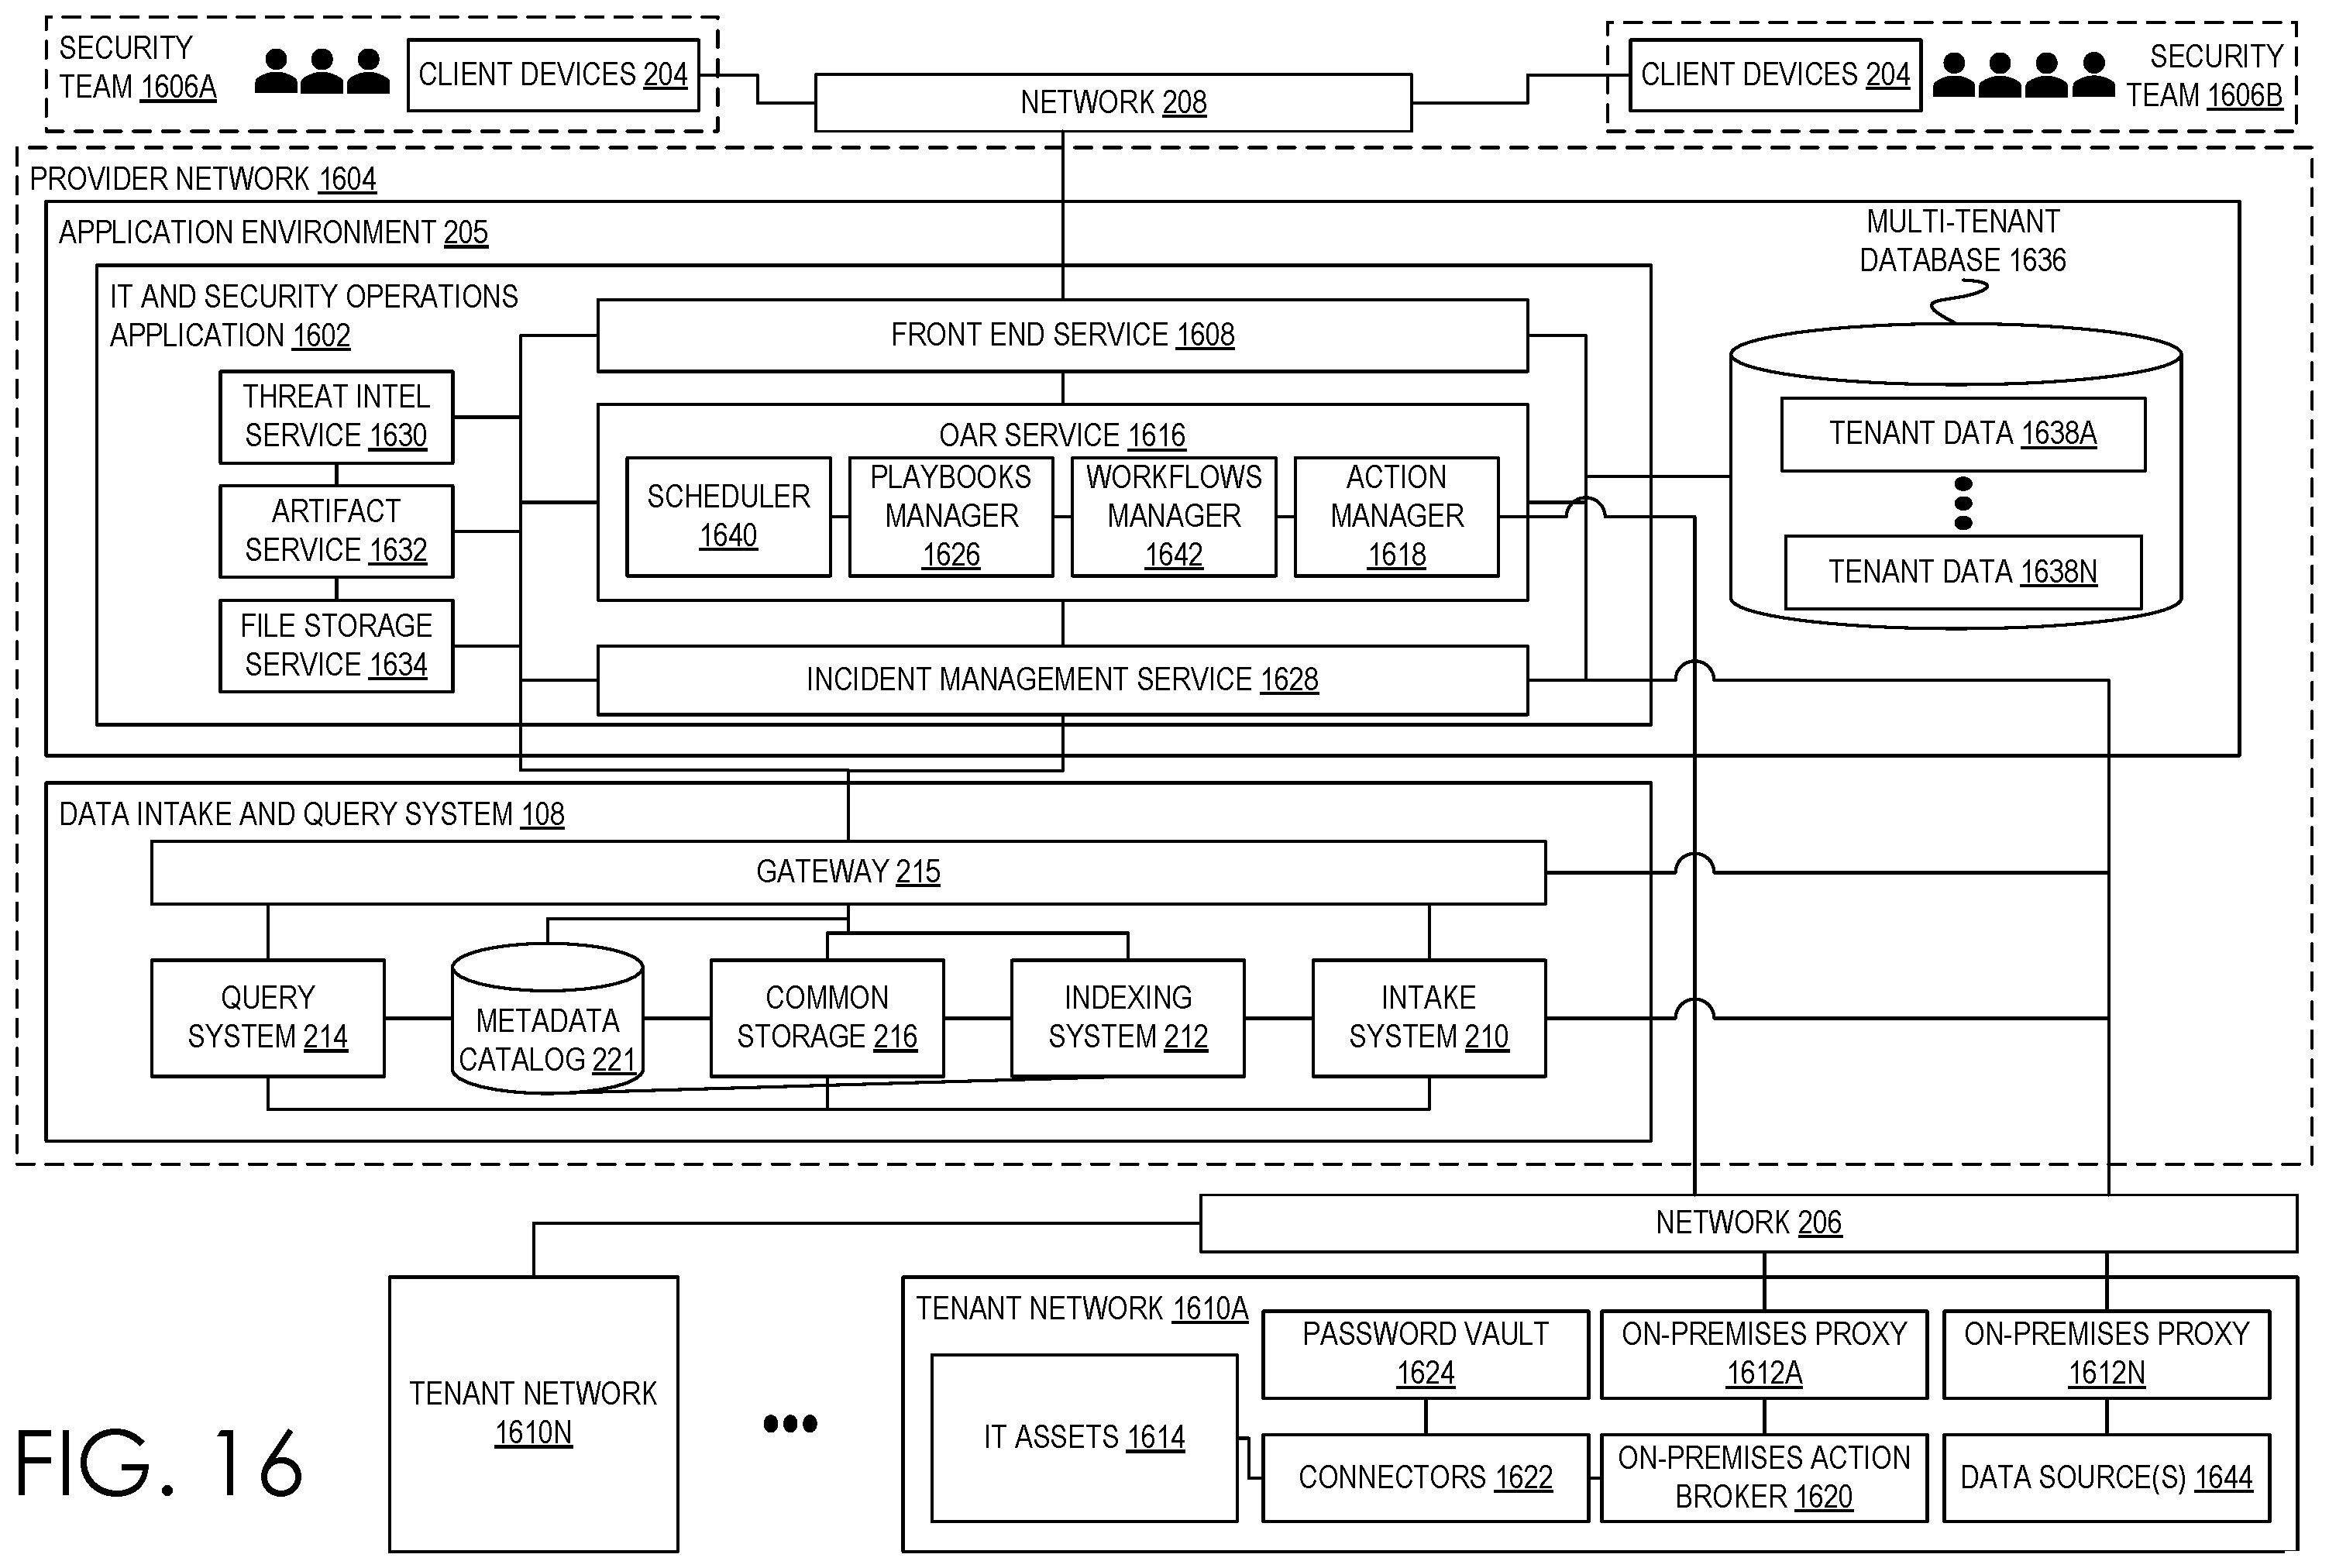 SECURITY
TEAM 1606A
CLIENT DEVICES 204
NETWORK 208
CLIENT DEVICES 204
SECURITY
TEAM 1606B
PROVIDER NETWORK 1604
APPLICATION ENVIRONMENT 205
MULTI-TENANT
DATABASE 1636
IT AND SECURITY OPERATIONS
APPLICATION 1602
FRONT END SERVICE 1608
THREAT INTEL
SERVICE 1630
ARTIFACT
SERVICE 1632
FILE STORAGE
SERVICE 1634
OAR SERVICE 1616
SCHEDULER
1640
PLAYBOOKS
MANAGER
1626
WORKFLOWS
MANAGER
1642
ACTION
MANAGER
1618
INCIDENT MANAGEMENT SERVICE 1628
TENANT DATA 1638A
TENANT DATA 1638N
DATA INTAKE AND QUERY SYSTEM 108
GATEWAY 215
QUERY
SYSTEM 214
METADATA
CATALOG 221
COMMON
STORAGE 216
INDEXING
SYSTEM 212
INTAKE
SYSTEM 210
NETWORK 206
TENANT NETWORK
1610N
TENANT NETWORK 1610A
IT ASSETS 1614
PASSWORD VAULT
1624
CONNECTORS 1622
ON-PREMISES PROXY
1612A
ON-PREMISES ACTION
BROKER 1620
ON-PREMISES PROXY
1612N
DATA SOURCE(S) 1644
FIG. 16